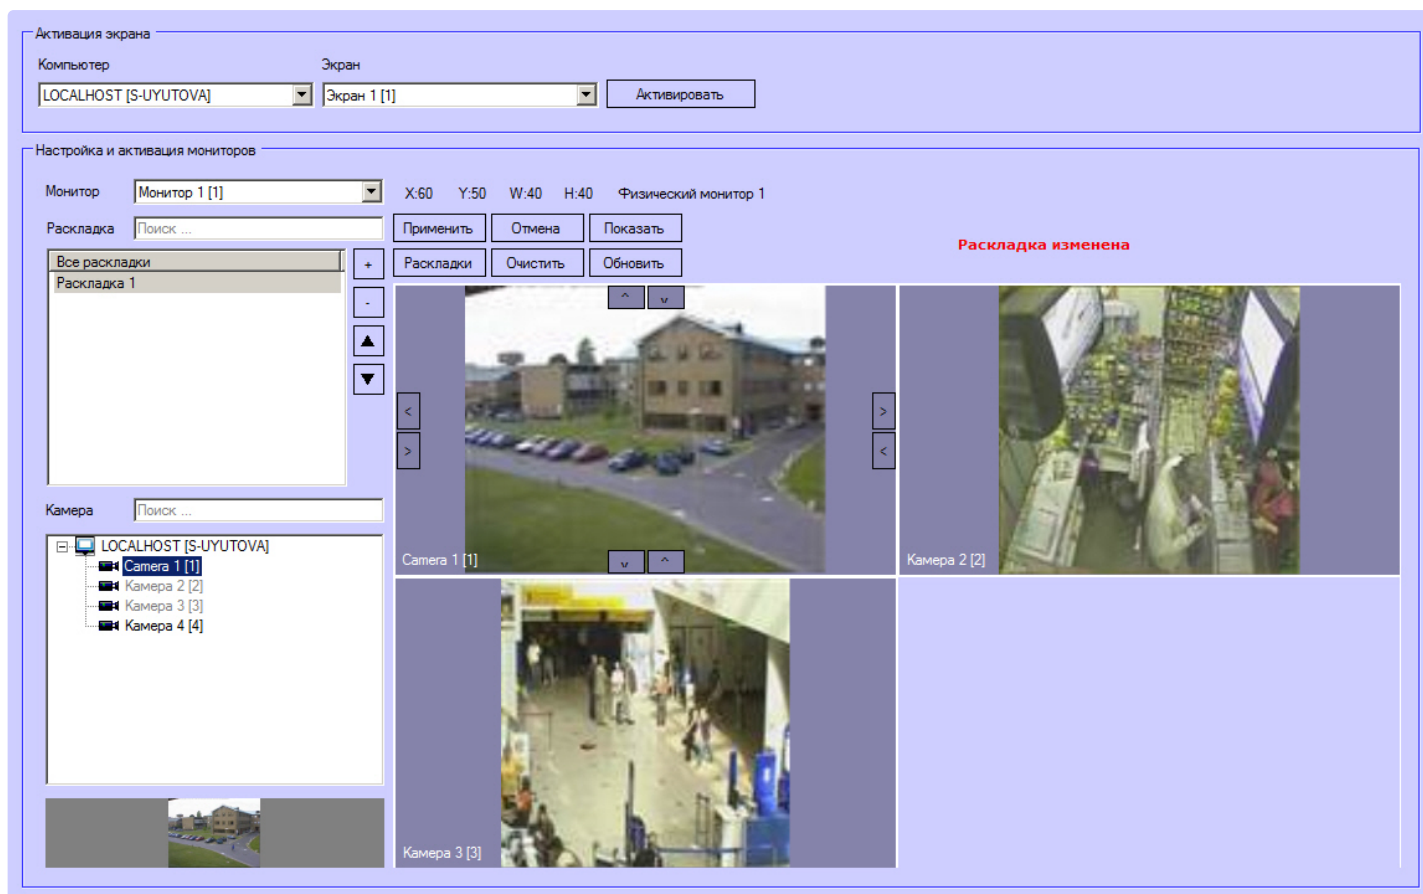 Активация экрана
Компьютер Экран
LOCALHOST [S-UYUTOVA] Экран 1 [1] Активировать
Настройка и активация мониторов
Монитор Монитор 1 [1] X:60 Y:50 W:40 H:40 Физический монитор 1
Раскладка Поиск ... Применить Отмена Показать
Раскладка изменена
Все раскладки + Раскладки Очистить Обновить
Раскладка 1
-
^ v
< >
> <
Камера Поиск ...
LOCALHOST [S-UYUTOVA]
Camera 1 [1]
Камера 2 [2]
Камера 3 [3]
Камера 4 [4]
Camera 1 [1] v ^ Камера 2 [2]
Камера 3 [3]